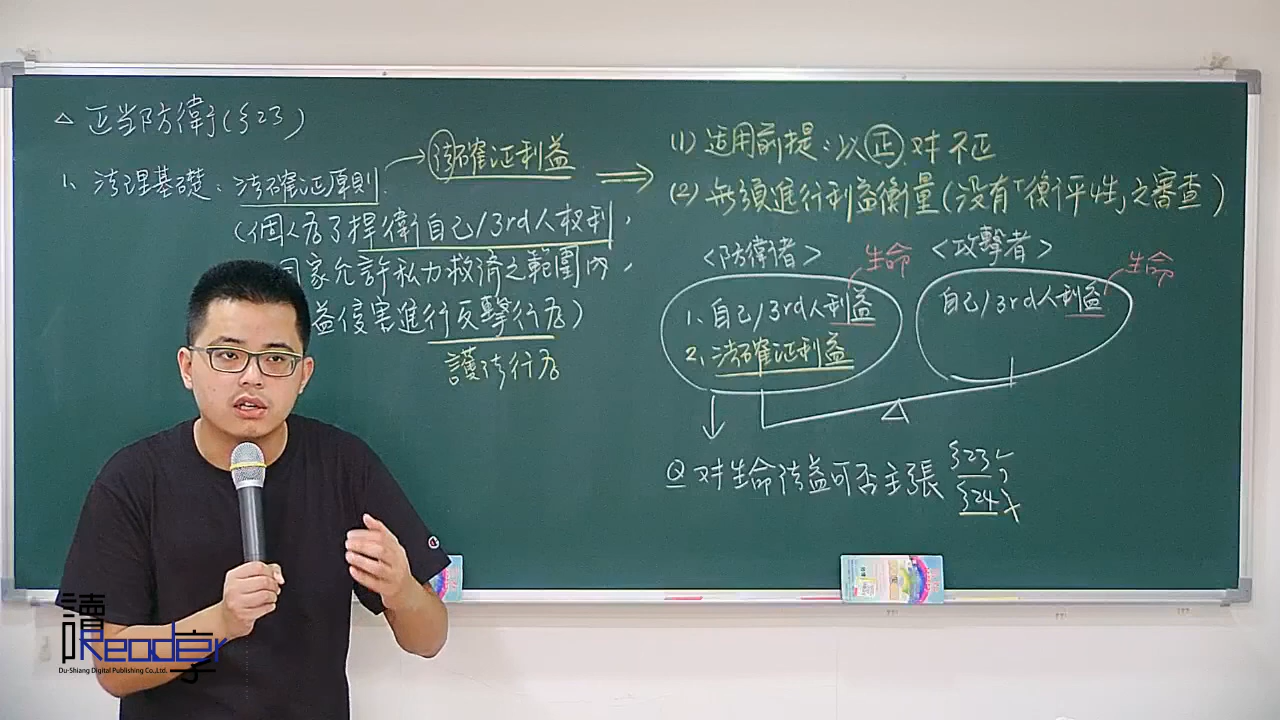 △ 正当防衛(§23)
1、法理基礎:法確証原則
法確証利益
(個人為了捍衛自己/3rd人权利,
國家允許私力救済之範圍內,
益侵害進行反擊行為)
護法行為
(1) 适用前提:以正对不正
(2) 無須進行利益衡量(没有「衡平性」之審查)
<防衛者>
生命
1、自己/3rd人利益
2、法確証利益
<攻擊者>
生命
自己/3rd人利益
Q 对生命法益可否主張
§23
§24 X
Champion
讀享
Reader
Du-Shiang Digital Publishing Co.,Ltd.